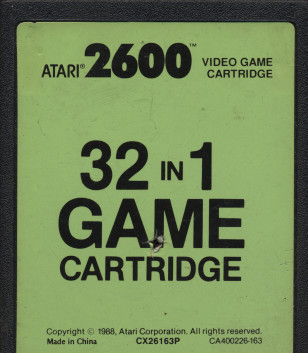 ATARI® 2600™ VIDEO GAME
CARTRIDGE
32 IN 1
GAME
CARTRIDGE
Copyright © 1988, Atari Corporation. All rights reserved.
Made in China CX26163P CA400226-163